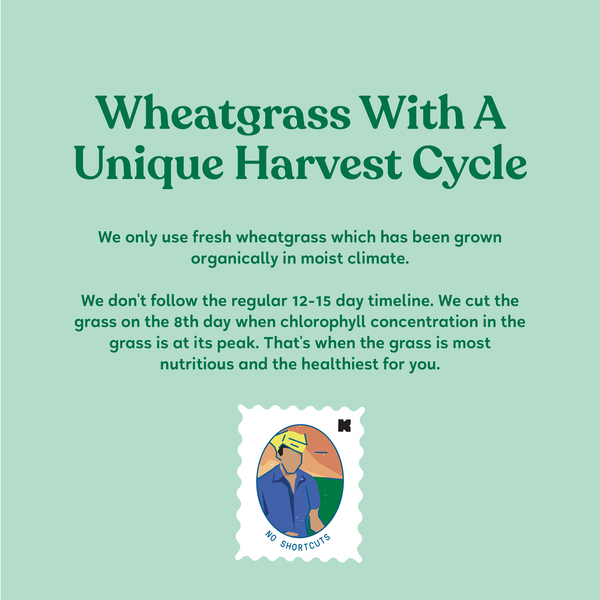 Wheatgrass With A
Unique Harvest Cycle
We only use fresh wheatgrass which has been grown
organically in moist climate.
We don't follow the regular 12-15 day timeline. We cut the
grass on the 8th day when chlorophyll concentration in the
grass is at its peak. That's when the grass is most
nutritious and the healthiest for you.
K
NO SHORTCUTS